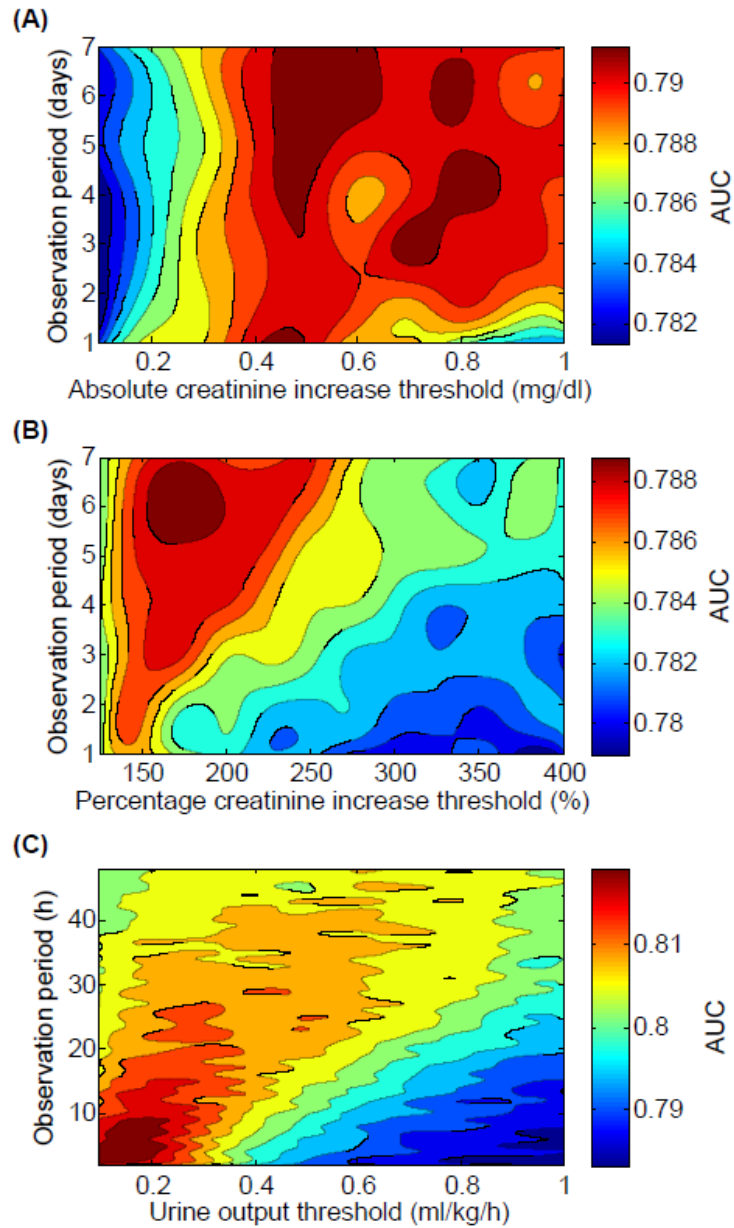 (A)
7
6
5
4
3
2
1
Observation period (days)
0.2 0.4 0.6 0.8 1
Absolute creatinine increase threshold (mg/dl)
0.79
0.788
0.786
0.784
0.782
AUC
(B)
7
6
5
4
3
2
1
Observation period (days)
150 200 250 300 350 400
Percentage creatinine increase threshold (%)
0.788
0.786
0.784
0.782
0.78
AUC
(C)
40
30
20
10
Observation period (h)
0.2 0.4 0.6 0.8 1
Urine output threshold (ml/kg/h)
0.81
0.8
0.79
AUC